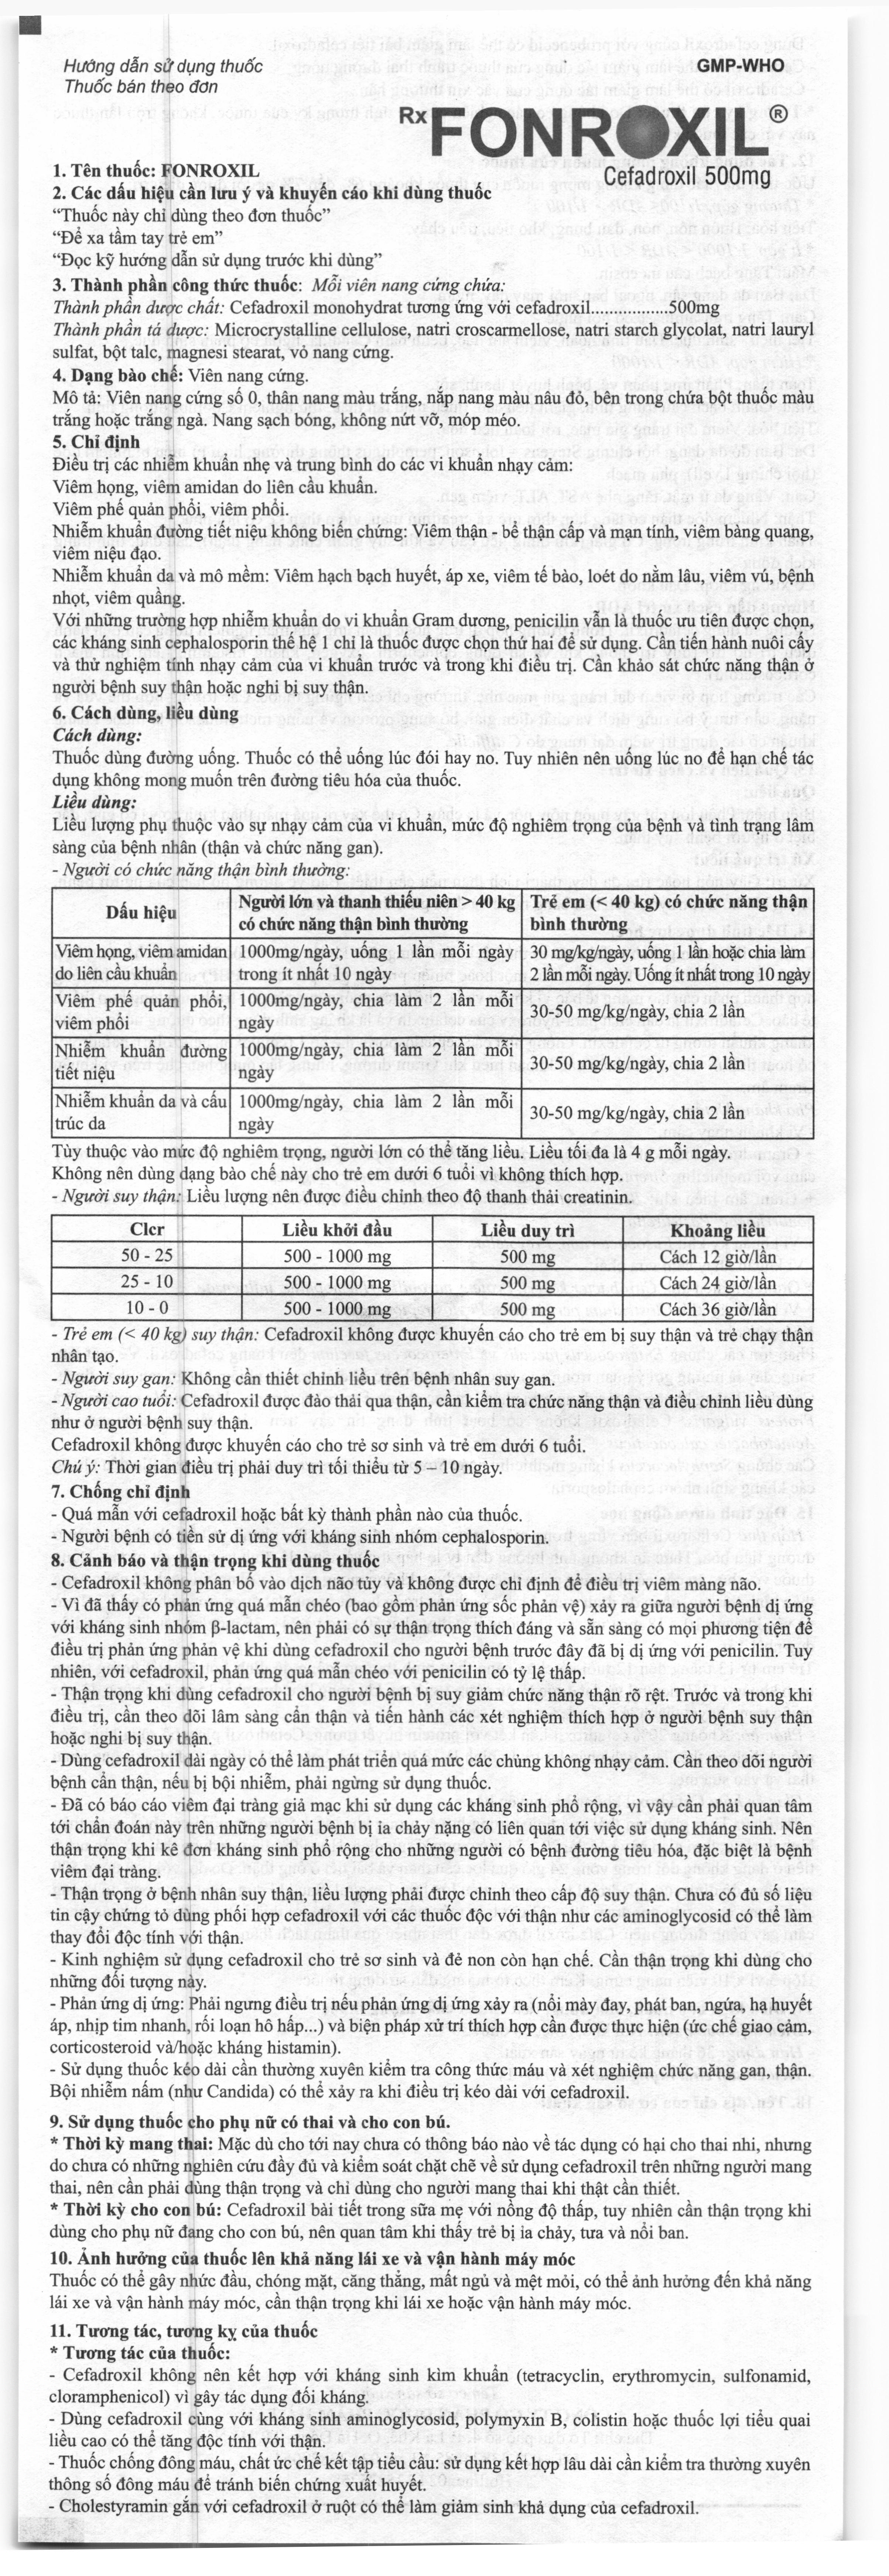 Hướng dẫn sử dụng thuốc
Thuốc bán theo đơn
GMP-WHO
Rx FONROXIL ®
Cefadroxil 500mg
1. Tên thuốc: FONROXIL
2. Các dấu hiệu cần lưu ý và khuyến cáo khi dùng thuốc
“Thuốc này chỉ dùng theo đơn thuốc”
“Để xa tầm tay trẻ em”
“Đọc kỹ hướng dẫn sử dụng trước khi dùng”
3. Thành phần công thức thuốc: Mỗi viên nang cứng chứa:
Thành phần dược chất: Cefadroxil monohydrat tương ứng với cefadroxil..................500mg
Thành phần tá dược: Microcrystalline cellulose, natri croscarmellose, natri starch glycolat, natri lauryl
sulfat, bột talc, magnesi stearat, vỏ nang cứng.
4. Dạng bào chế: Viên nang cứng.
Mô tả: Viên nang cứng số 0, thân nang màu trắng, nắp nang màu nâu đỏ, bên trong chứa bột thuốc màu
trắng hoặc trắng ngà. Nang sạch bóng, không nứt vỡ, móp méo.
5. Chỉ định
Điều trị các nhiễm khuẩn nhẹ và trung bình do các vi khuẩn nhạy cảm:
Viêm họng, viêm amidan do liên cầu khuẩn.
Viêm phế quản phổi, viêm phổi.
Nhiễm khuẩn đường tiết niệu không biến chứng: Viêm thận - bể thận cấp và mạn tính, viêm bàng quang,
viêm niệu đạo.
Nhiễm khuẩn da và mô mềm: Viêm hạch bạch huyết, áp xe, viêm tế bào, loét do nằm lâu, viêm vú, bệnh
nhọt, viêm quầng.
Với những trường hợp nhiễm khuẩn do vi khuẩn Gram dương, penicilin vẫn là thuốc ưu tiên được chọn,
các kháng sinh cephalosporin thế hệ 1 chỉ là thuốc được chọn thứ hai để sử dụng. Cần tiến hành nuôi cấy
và thử nghiệm tính nhạy cảm của vi khuẩn trước và trong khi điều trị. Cần khảo sát chức năng thận ở
người bệnh suy thận hoặc nghi bị suy thận.
6. Cách dùng, liều dùng
Cách dùng:
Thuốc dùng đường uống. Thuốc có thể uống lúc đói hay no. Tuy nhiên nên uống lúc no để hạn chế tác
dụng không mong muốn trên đường tiêu hóa của thuốc.
Liều dùng:
Liều lượng phụ thuộc vào sự nhạy cảm của vi khuẩn, mức độ nghiêm trọng của bệnh và tình trạng lâm
sàng của bệnh nhân (thận và chức năng gan).
- Người có chức năng thận bình thường:
Dấu hiệu | Người lớn và thanh thiếu niên > 40 kg có chức năng thận bình thường | Trẻ em (< 40 kg) có chức năng thận bình thường
Viêm họng, viêm amidan do liên cầu khuẩn | 1000mg/ngày, uống 1 lần mỗi ngày trong ít nhất 10 ngày | 30 mg/kg/ngày, uống 1 lần hoặc chia làm 2 lần mỗi ngày. Uống ít nhất trong 10 ngày
Viêm phế quản phổi, viêm phổi | 1000mg/ngày, chia làm 2 lần mỗi ngày | 30-50 mg/kg/ngày, chia 2 lần
Nhiễm khuẩn đường tiết niệu | 1000mg/ngày, chia làm 2 lần mỗi ngày | 30-50 mg/kg/ngày, chia 2 lần
Nhiễm khuẩn da và cấu trúc da | 1000mg/ngày, chia làm 2 lần mỗi ngày | 30-50 mg/kg/ngày, chia 2 lần
Tùy thuộc vào mức độ nghiêm trọng, người lớn có thể tăng liều. Liều tối đa là 4 g mỗi ngày.
Không nên dùng dạng bào chế này cho trẻ em dưới 6 tuổi vì không thích hợp.
- Người suy thận: Liều lượng nên được điều chỉnh theo độ thanh thải creatinin.
Clcr | Liều khởi đầu | Liều duy trì | Khoảng liều
50 - 25 | 500 - 1000 mg | 500 mg | Cách 12 giờ/lần
25 - 10 | 500 - 1000 mg | 500 mg | Cách 24 giờ/lần
10 - 0 | 500 - 1000 mg | 500 mg | Cách 36 giờ/lần
- Trẻ em (< 40 kg) suy thận: Cefadroxil không được khuyến cáo cho trẻ em bị suy thận và trẻ chạy thận
nhân tạo.
- Người suy gan: Không cần thiết chỉnh liều trên bệnh nhân suy gan.
- Người cao tuổi: Cefadroxil được đào thải qua thận, cần kiểm tra chức năng thận và điều chỉnh liều dùng
như ở người bệnh suy thận.
Cefadroxil không được khuyến cáo cho trẻ sơ sinh và trẻ em dưới 6 tuổi.
Chú ý: Thời gian điều trị phải duy trì tối thiểu từ 5 – 10 ngày.
7. Chống chỉ định
- Quá mẫn với cefadroxil hoặc bất kỳ thành phần nào của thuốc.
- Người bệnh có tiền sử dị ứng với kháng sinh nhóm cephalosporin.
8. Cảnh báo và thận trọng khi dùng thuốc
- Cefadroxil không phân bố vào dịch não tủy và không được chỉ định để điều trị viêm màng não.
- Vì đã thấy có phản ứng quá mẫn chéo (bao gồm phản ứng sốc phản vệ) xảy ra giữa người bệnh dị ứng
với kháng sinh nhóm β-lactam, nên phải có sự thận trọng thích đáng và sẵn sàng có mọi phương tiện để
điều trị phản ứng phản vệ khi dùng cefadroxil cho người bệnh trước đây đã bị dị ứng với penicilin. Tuy
nhiên, với cefadroxil, phản ứng quá mẫn chéo với penicilin có tỷ lệ thấp.
- Thận trọng khi dùng cefadroxil cho người bệnh bị suy giảm chức năng thận rõ rệt. Trước và trong khi
điều trị, cần theo dõi lâm sàng cẩn thận và tiến hành các xét nghiệm thích hợp ở người bệnh suy thận
hoặc nghi bị suy thận.
- Dùng cefadroxil dài ngày có thể làm phát triển quá mức các chủng không nhạy cảm. Cần theo dõi người
bệnh cẩn thận, nếu bị bội nhiễm, phải ngừng sử dụng thuốc.
- Đã có báo cáo viêm đại tràng giả mạc khi sử dụng các kháng sinh phổ rộng, vì vậy cần phải quan tâm
tới chẩn đoán này trên những người bệnh bị ỉa chảy nặng có liên quan tới việc sử dụng kháng sinh. Nên
thận trọng khi kê đơn kháng sinh phổ rộng cho những người có bệnh đường tiêu hóa, đặc biệt là bệnh
viêm đại tràng.
- Thận trọng ở bệnh nhân suy thận, liều lượng phải được chỉnh theo cấp độ suy thận. Chưa có đủ số liệu
tin cậy chứng tỏ dùng phối hợp cefadroxil với các thuốc độc với thận như các aminoglycosid có thể làm
thay đổi độc tính với thận.
- Kinh nghiệm sử dụng cefadroxil cho trẻ sơ sinh và đẻ non còn hạn chế. Cần thận trọng khi dùng cho
những đối tượng này.
- Phản ứng dị ứng: Phải ngưng điều trị nếu phản ứng dị ứng xảy ra (nổi mày đay, phát ban, ngứa, hạ huyết
áp, nhịp tim nhanh, rối loạn hô hấp...) và biện pháp xử trí thích hợp cần được thực hiện (ức chế giao cảm,
corticosteroid và/hoặc kháng histamin).
- Sử dụng thuốc kéo dài cần thường xuyên kiểm tra công thức máu và xét nghiệm chức năng gan, thận.
Bội nhiễm nấm (như Candida) có thể xảy ra khi điều trị kéo dài với cefadroxil.
9. Sử dụng thuốc cho phụ nữ có thai và cho con bú.
* Thời kỳ mang thai: Mặc dù cho tới nay chưa có thông báo nào về tác dụng có hại cho thai nhi, nhưng
do chưa có những nghiên cứu đầy đủ và kiểm soát chặt chẽ về sử dụng cefadroxil trên những người mang
thai, nên cần phải dùng thận trọng và chỉ dùng cho người mang thai khi thật cần thiết.
* Thời kỳ cho con bú: Cefadroxil bài tiết trong sữa mẹ với nồng độ thấp, tuy nhiên cần thận trọng khi
dùng cho phụ nữ đang cho con bú, nên quan tâm khi thấy trẻ bị ỉa chảy, tưa và nổi ban.
10. Ảnh hưởng của thuốc lên khả năng lái xe và vận hành máy móc
Thuốc có thể gây nhức đầu, chóng mặt, căng thẳng, mất ngủ và mệt mỏi, có thể ảnh hưởng đến khả năng
lái xe và vận hành máy móc, cần thận trọng khi lái xe hoặc vận hành máy móc.
11. Tương tác, tương kỵ của thuốc
* Tương tác của thuốc:
- Cefadroxil không nên kết hợp với kháng sinh kìm khuẩn (tetracyclin, erythromycin, sulfonamid,
cloramphenicol) vì gây tác dụng đối kháng.
- Dùng cefadroxil cùng với kháng sinh aminoglycosid, polymyxin B, colistin hoặc thuốc lợi tiểu quai
liều cao có thể tăng độc tính với thận.
- Thuốc chống đông máu, chất ức chế kết tập tiểu cầu: sử dụng kết hợp lâu dài cần kiểm tra thường xuyên
thông số đông máu để tránh biến chứng xuất huyết.
- Cholestyramin gắn với cefadroxil ở ruột có thể làm giảm sinh khả dụng của cefadroxil.